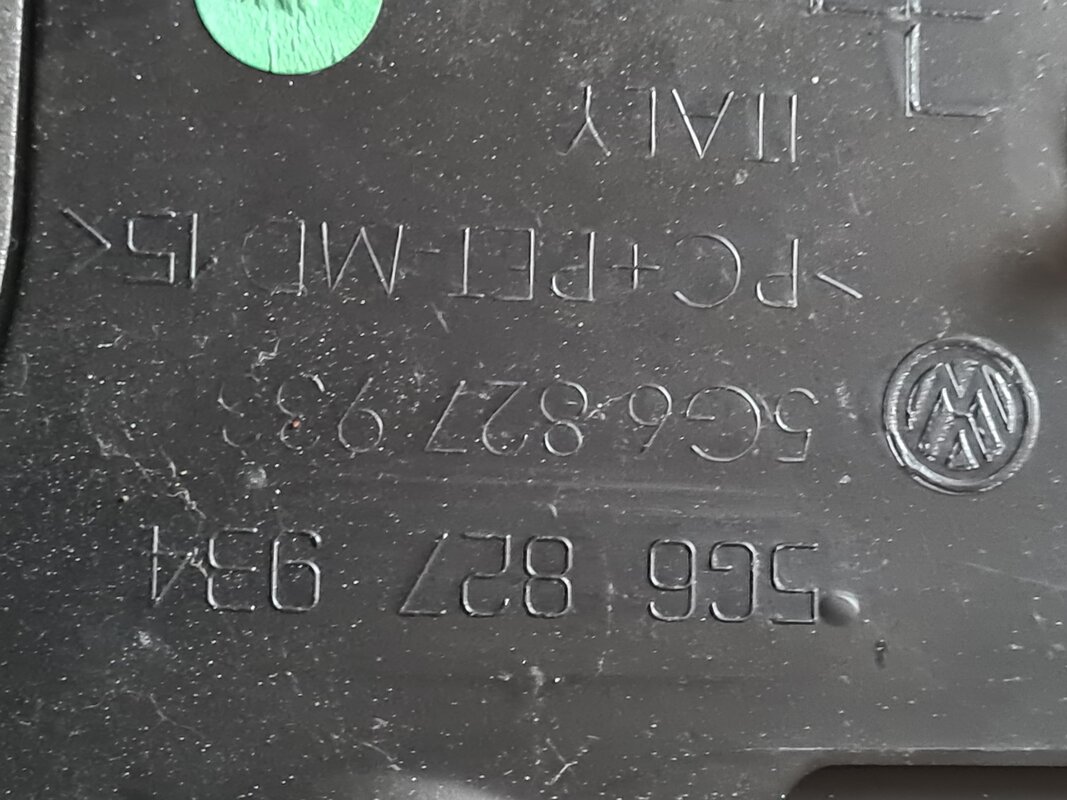 5G6 827 934
5G6 827 933
>PC+PET-MD15<
ITALY